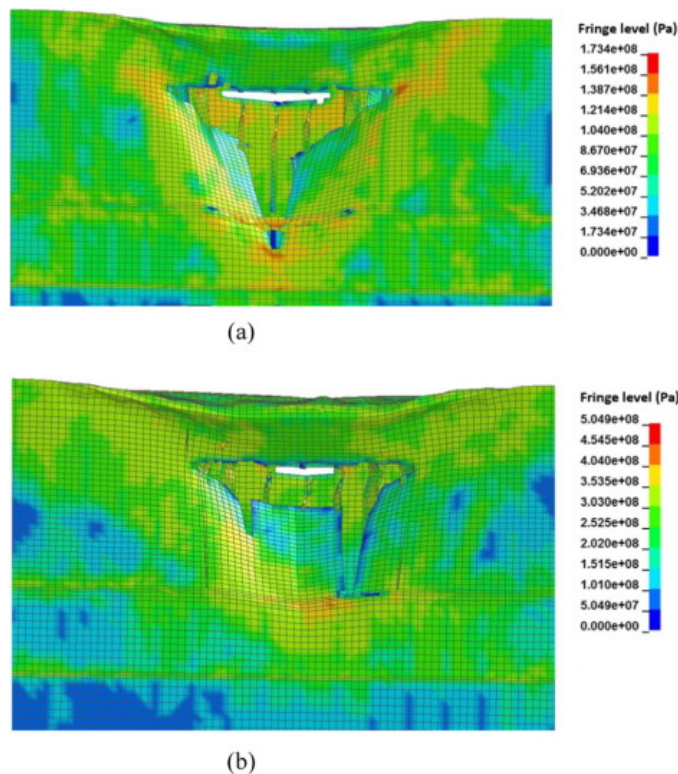 Fringe level (Pa)
1.734e+08
1.561e+08
1.387e+08
1.214e+08
1.040e+08
8.670e+07
6.936e+07
5.202e+07
3.468e+07
1.734e+07
0.000e+00
(a)
Fringe level (Pa)
5.049e+08
4.545e+08
4.040e+08
3.535e+08
3.030e+08
2.525e+08
2.020e+08
1.515e+08
1.010e+08
5.049e+07
0.000e+00
(b)